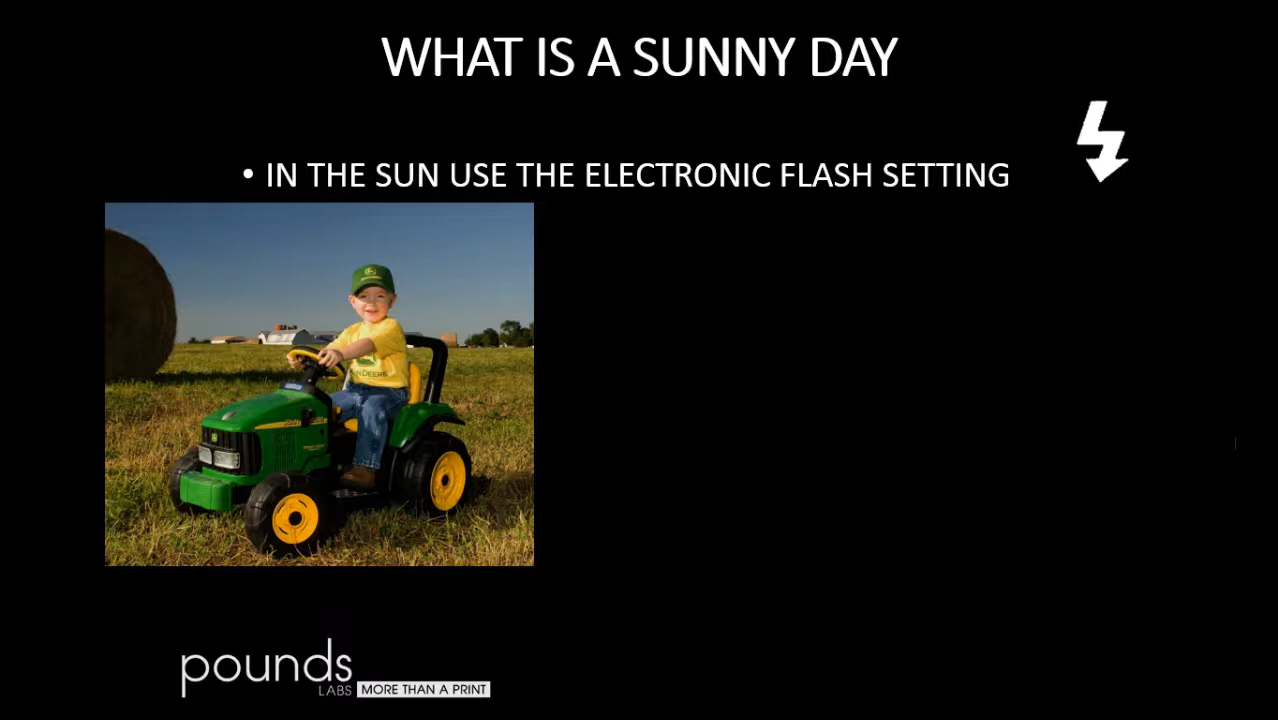 WHAT IS A SUNNY DAY
• IN THE SUN USE THE ELECTRONIC FLASH SETTING
pounds
LABS MORE THAN A PRINT